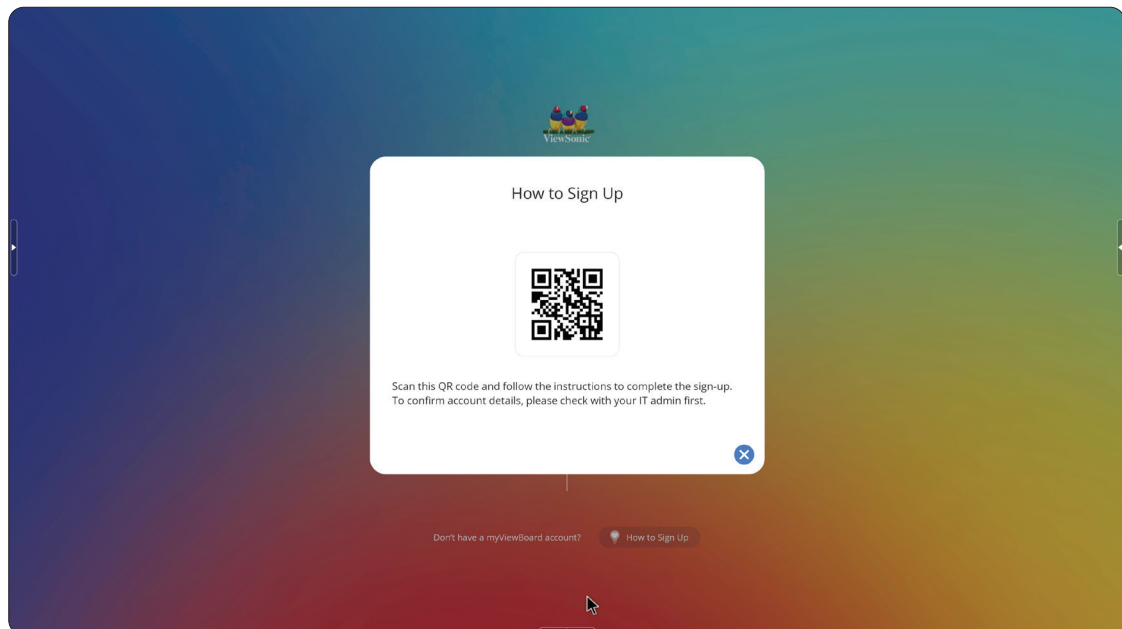 ViewSonic
How to Sign Up
Scan this QR code and follow the instructions to complete the sign-up.
To confirm account details, please check with your IT admin first.
Don't have a myViewBoard account?
How to Sign Up